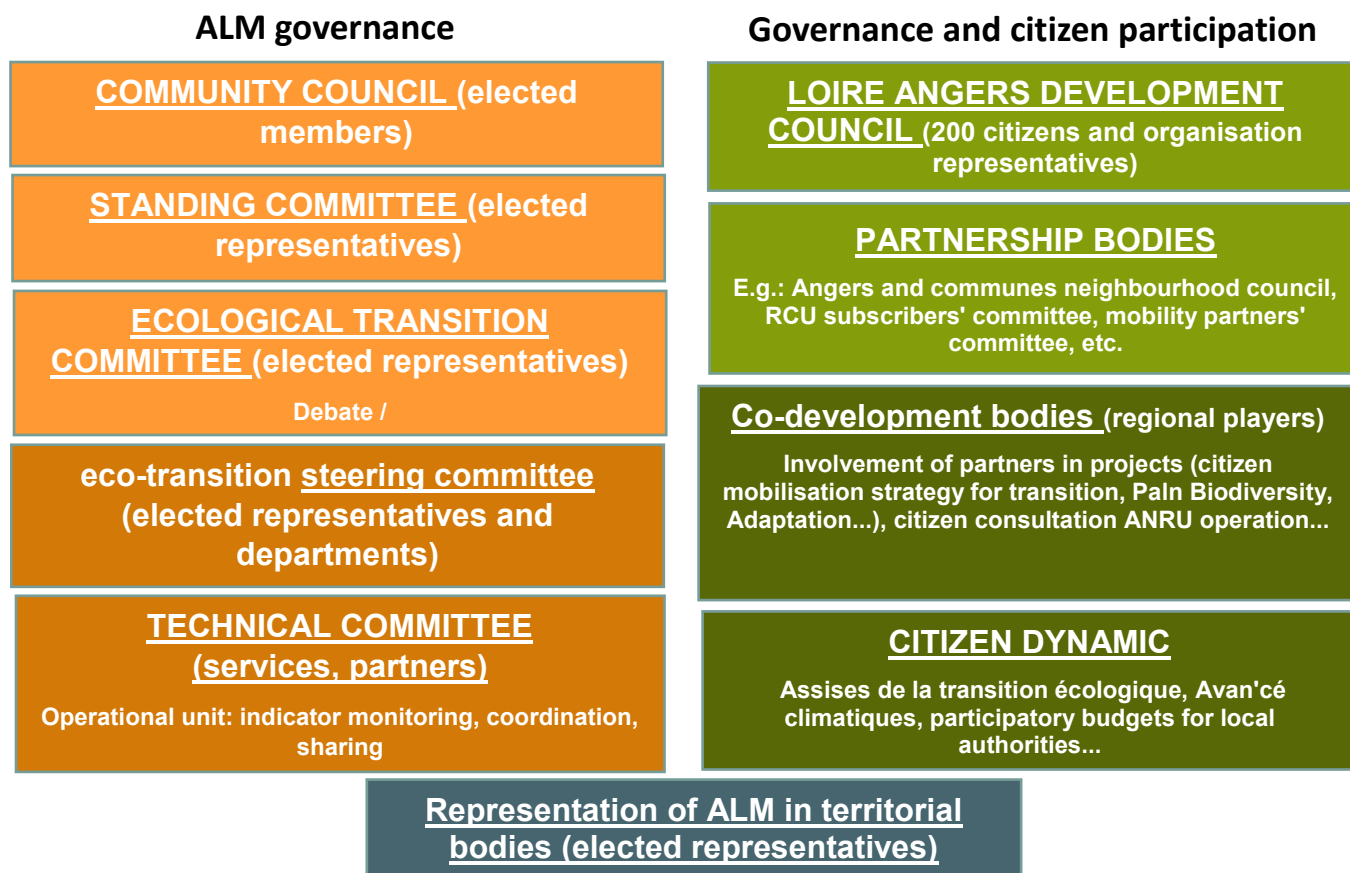 ALM governance
COMMUNITY COUNCIL (elected
members)
STANDING COMMITTEE (elected
representatives)
ECOLOGICAL TRANSITION
COMMITTEE (elected representatives)
Debate /
eco-transition steering committee
(elected representatives and
departments)
TECHNICAL COMMITTEE
(services, partners)
Operational unit: indicator monitoring, coordination,
sharing
Governance and citizen participation
LOIRE ANGERS DEVELOPMENT
COUNCIL (200 citizens and organisation
representatives)
PARTNERSHIP BODIES
E.g.: Angers and communes neighbourhood council,
RCU subscribers' committee, mobility partners'
committee, etc.
Co-development bodies (regional players)
Involvement of partners in projects (citizen
mobilisation strategy for transition, Paln Biodiversity,
Adaptation...), citizen consultation ANRU operation...
CITIZEN DYNAMIC
Assises de la transition écologique, Avan'cé
climatiques, participatory budgets for local
authorities...
Representation of ALM in territorial
bodies (elected representatives)